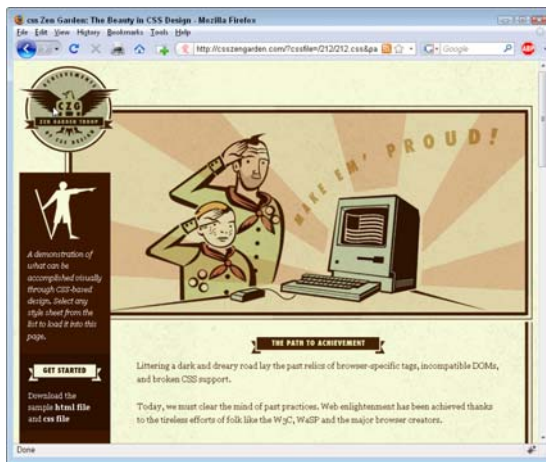 css Zen Garden: The Beauty in CSS Design - Mozilla Firefox
File Edit View History Bookmarks Tools Help
http://csszengarden.com/?cssfile=/212/212.css&pa
Google
ABP
ACHIEVEMENTS
CZG
ZEN GARDEN TROOP
OF CSS DESIGN
MAKE EM' PROUD!
A demonstration of
what can be
accomplished visually
through CSS-based
design. Select any
style sheet from the
list to load it into this
page.
GET STARTED
Download the
sample html file
and css file
THE PATH TO ACHIEVEMENT
Littering a dark and dreary road lay the past relics of browser-specific tags, incompatible DOMs,
and broken CSS support.
Today, we must clear the mind of past practices. Web enlightenment has been achieved thanks
to the tireless efforts of folk like the W3C, WaSP and the major browser creators.
Done